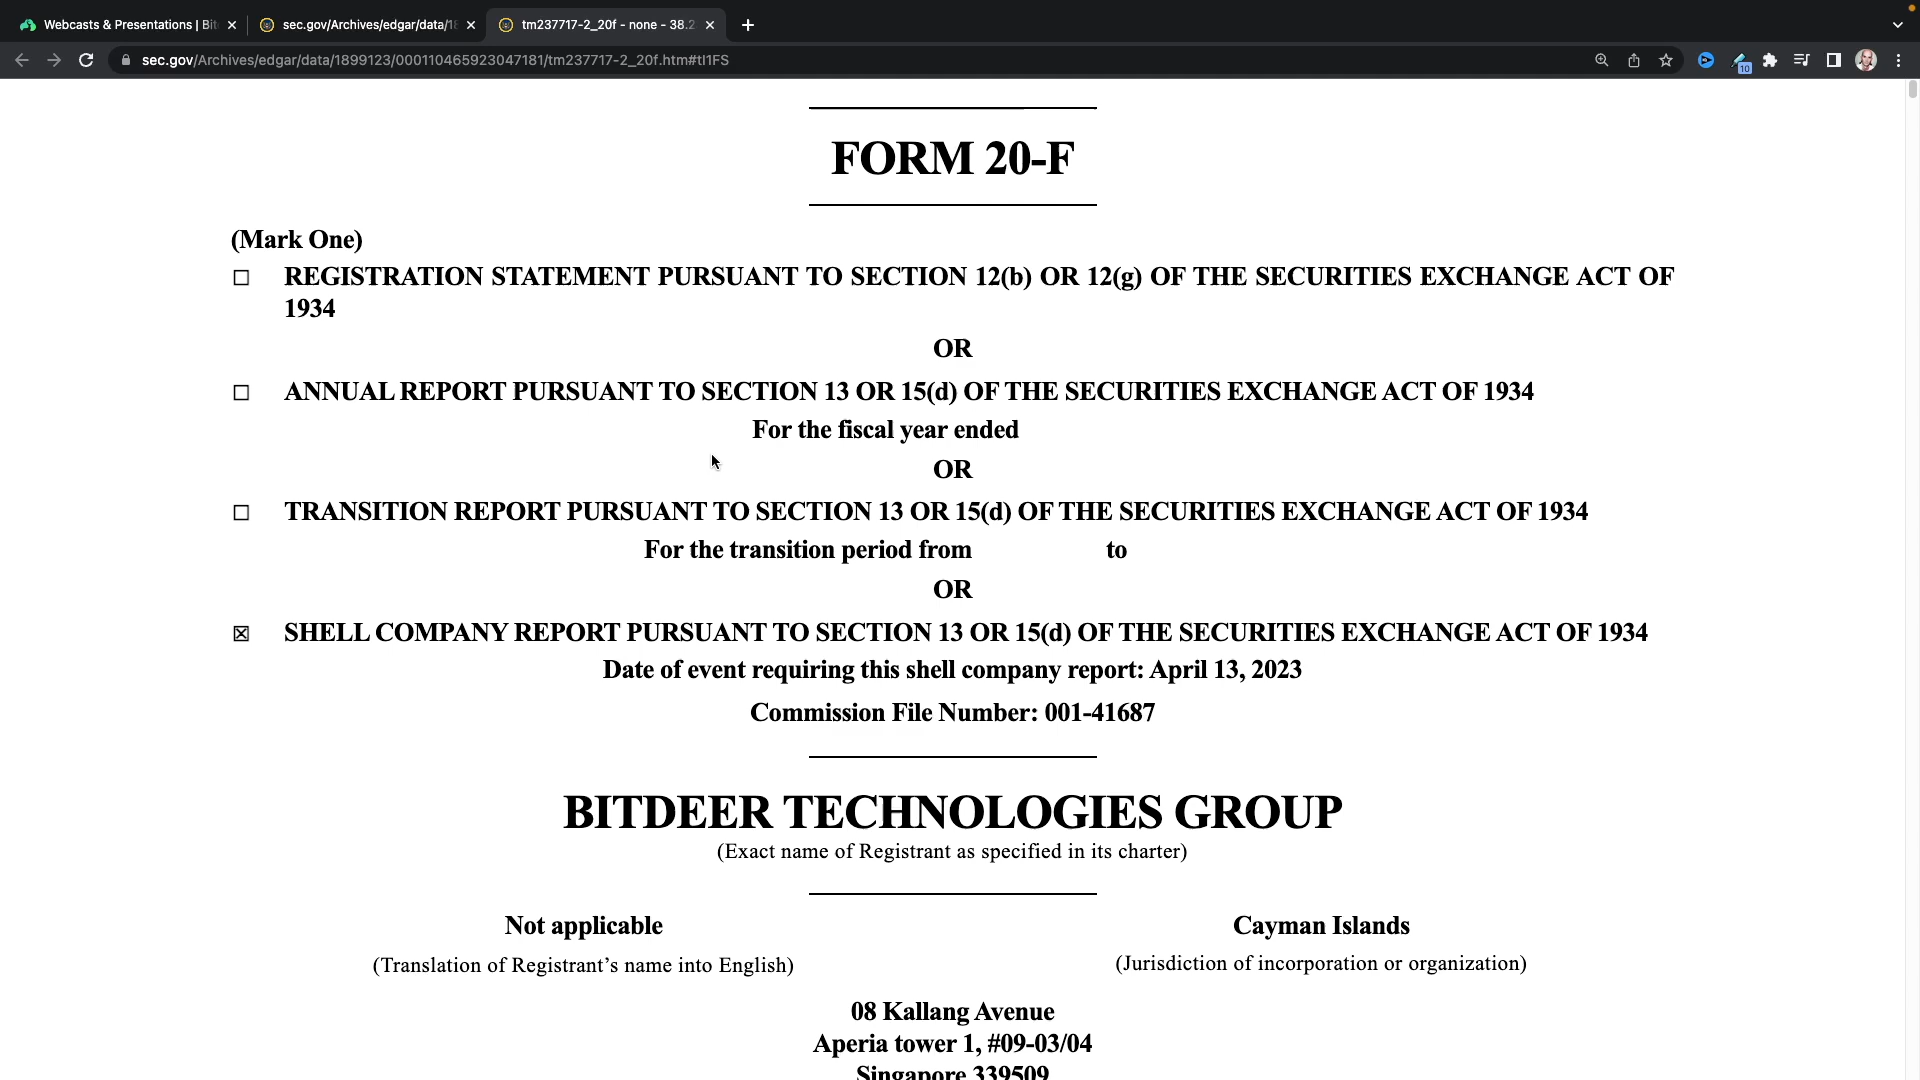 Webcasts & Presentations | Bit
sec.gov/Archives/edgar/data/18
tm237717-2_20f - none - 38.2
sec.gov/Archives/edgar/data/1899123/000110465923047181/tm237717-2_20f.htm#tI1FS
10
FORM 20-F
(Mark One)
☐ REGISTRATION STATEMENT PURSUANT TO SECTION 12(b) OR 12(g) OF THE SECURITIES EXCHANGE ACT OF
1934
OR
☐ ANNUAL REPORT PURSUANT TO SECTION 13 OR 15(d) OF THE SECURITIES EXCHANGE ACT OF 1934
For the fiscal year ended
OR
☐ TRANSITION REPORT PURSUANT TO SECTION 13 OR 15(d) OF THE SECURITIES EXCHANGE ACT OF 1934
For the transition period from to
OR
☒ SHELL COMPANY REPORT PURSUANT TO SECTION 13 OR 15(d) OF THE SECURITIES EXCHANGE ACT OF 1934
Date of event requiring this shell company report: April 13, 2023
Commission File Number: 001-41687
BITDEER TECHNOLOGIES GROUP
(Exact name of Registrant as specified in its charter)
Not applicable
(Translation of Registrant’s name into English)
Cayman Islands
(Jurisdiction of incorporation or organization)
08 Kallang Avenue
Aperia tower 1, #09-03/04
Singapore 339509